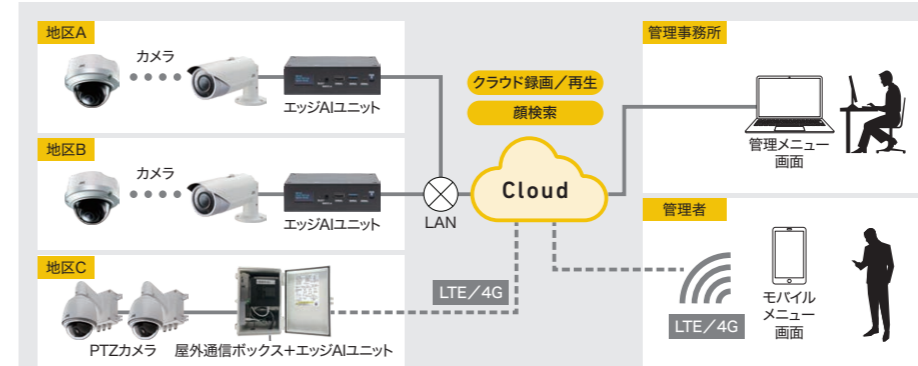 地区A
カメラ
エッジAIユニット
地区B
カメラ
エッジAIユニット
地区C
PTZカメラ
屋外通信ボックス＋エッジAIユニット
LAN
LTE／4G
クラウド録画／再生
顔検索
Cloud
管理事務所
管理メニュー
画面
管理者
LTE／4G
モバイル
メニュー
画面